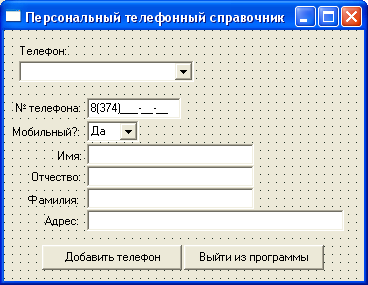 Персональный телефонный справочник
Телефон:.
№ телефона: 8(374)___-__-__
Мобильный?: Да
Имя:
Отчество:
Фамилия:
Адрес:
Добавить телефон Выйти из программы